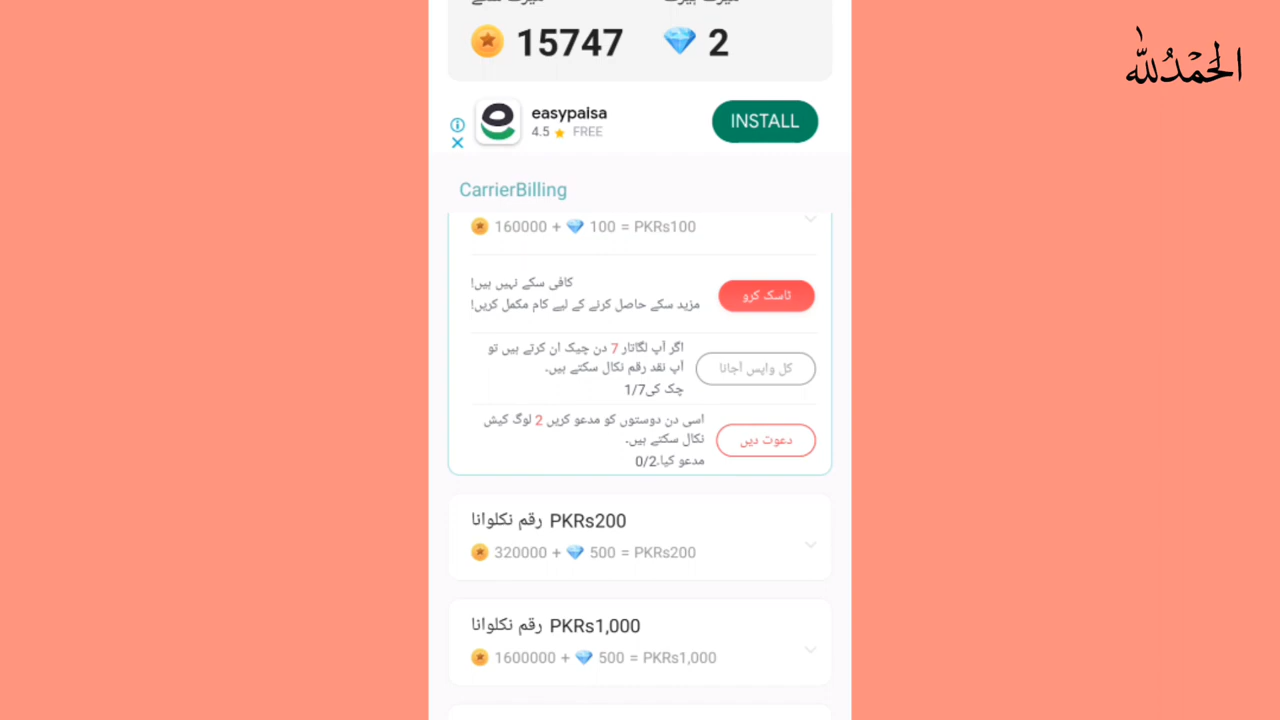 الحمدللہ
15747 2
easypaisa
4.5 FREE
INSTALL
CarrierBilling
160000 + 100 = PKRs100
کافی سکے نہیں ہیں!
مزید سکے حاصل کرنے کے لیے کام مکمل کریں!
ٹاسک کرو
اگر آپ لگاتار 7 دن چیک ان کرتے ہیں تو
آپ نقد رقم نکال سکتے ہیں۔
چک کی1/7
کل واپس آجانا
اسی دن دوستوں کو مدعو کریں 2 لوگ کیش
نکال سکتے ہیں۔
مدعو کیا.0/2
دعوت دیں
رقم نکلوانا PKRs200
320000 + 500 = PKRs200
رقم نکلوانا PKRs1,000
1600000 + 500 = PKRs1,000